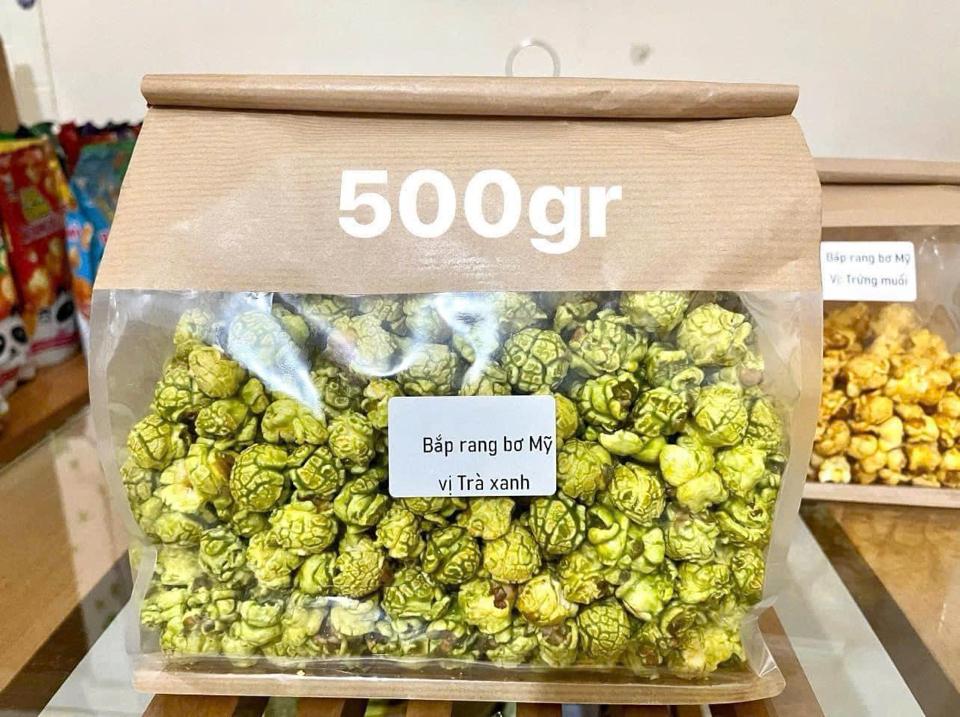 500gr
Bắp rang bơ Mỹ
vị Trà xanh
Bắp rang bơ Mỹ
Vị: Trứng muối